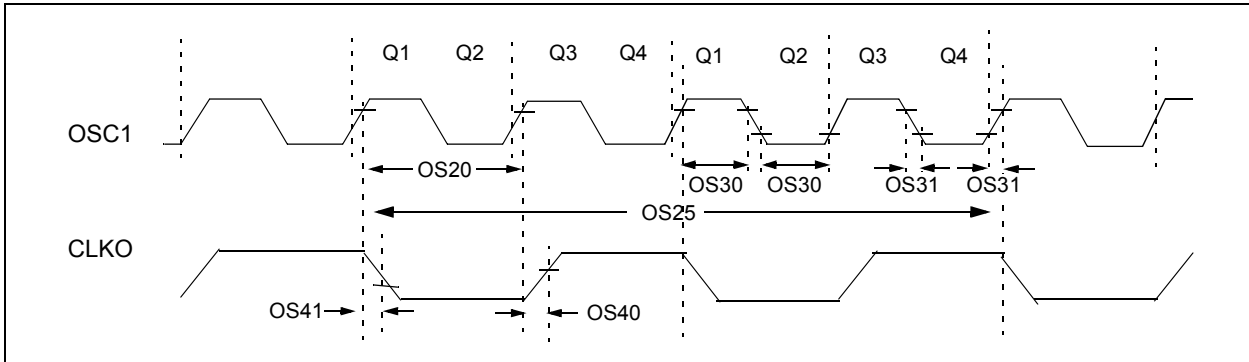 Q1 Q2 Q3 Q4 Q1 Q2 Q3 Q4
OSC1
OS20
OS30 OS30 OS31 OS31
OS25
CLKO
OS41 OS40